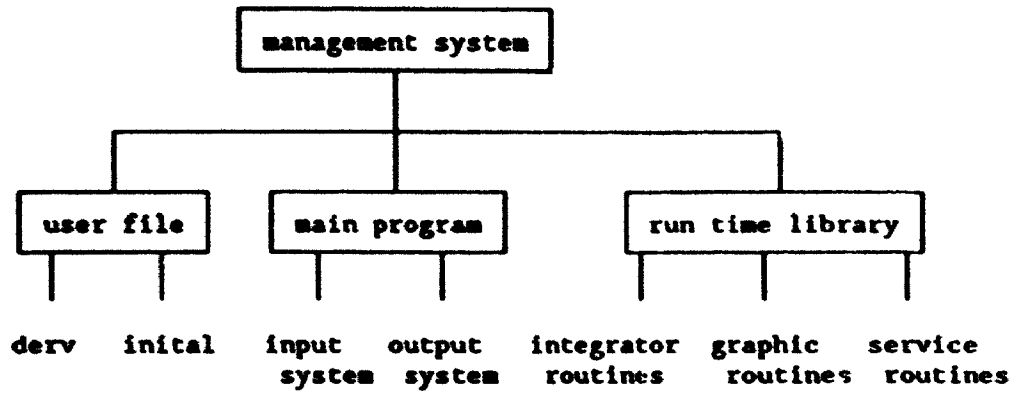 management system
user file
main program
run time library
derv
inital
input
system
output
system
integrator
routines
graphic
routines
service
routines